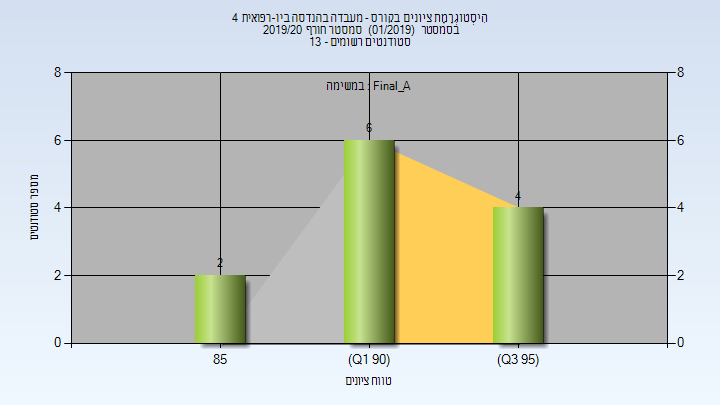 היסטוגרמת ציונים בקורס - מעבדה בהנדסה ביו-רפואית 4
בסמסטר (01/2019) סמסטר חורף 2019/20
סטודנטים רשומים - 13
במשימה : Final_A
8 8
6 6
4 4
2 2
0 0
6
4
2
מספר סטודנטים
85 (Q1 90) (Q3 95)
טווח ציונים